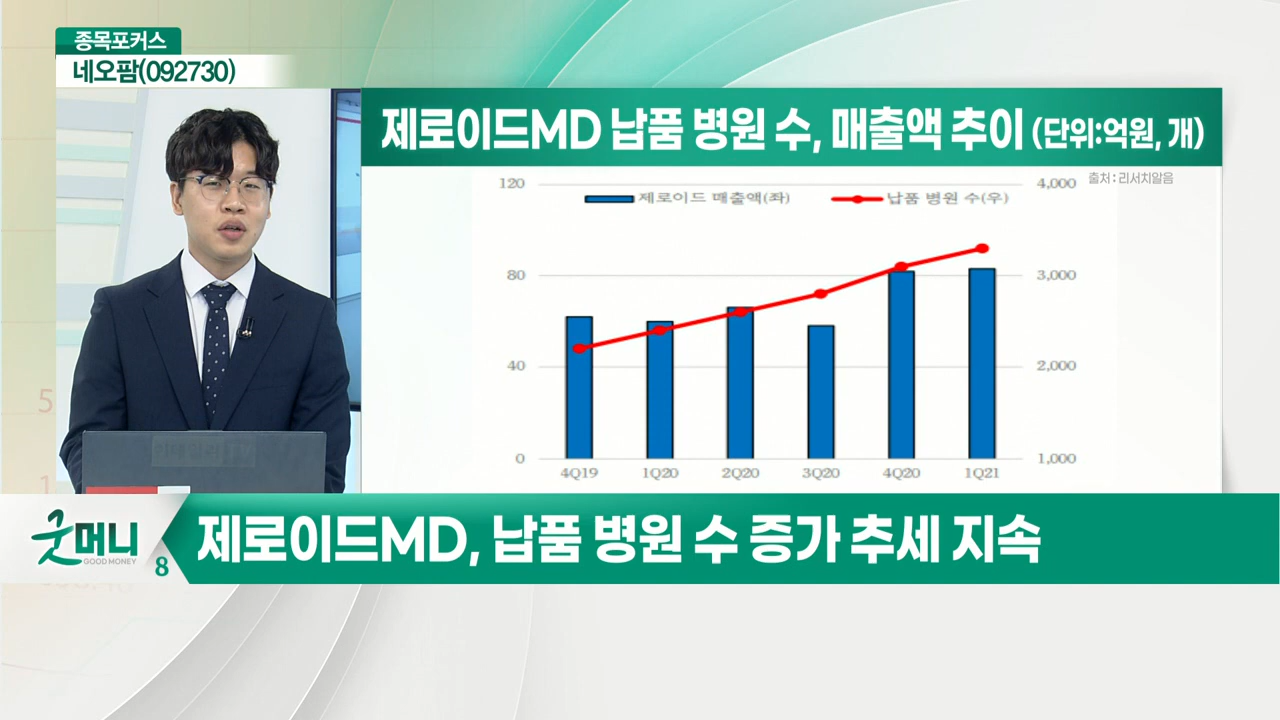 종목포커스
네오팜(092730)
제로이드MD 납품 병원 수, 매출액 추이 (단위:억원, 개)
출처 : 리서치알음
제로이드 매출액(좌)
납품 병원 수(우)
120
80
40
0
4,000
3,000
2,000
1,000
4Q19 1Q20 2Q20 3Q20 4Q20 1Q21
굿머니
GOOD MONEY
8
제로이드MD, 납품 병원 수 증가 추세 지속